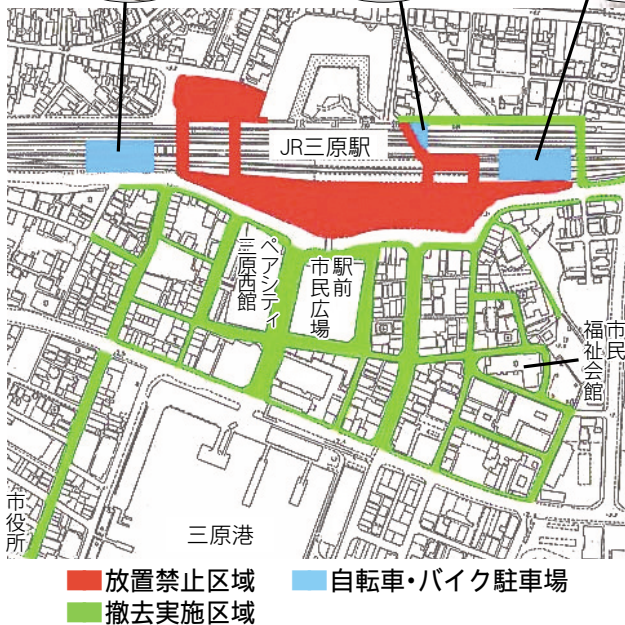 JR三原駅
ペアシティ
三原西館
駅前
市民広場
市民
福祉会館
市役所
三原港
放置禁止区域
自転車・バイク駐車場
撤去実施区域